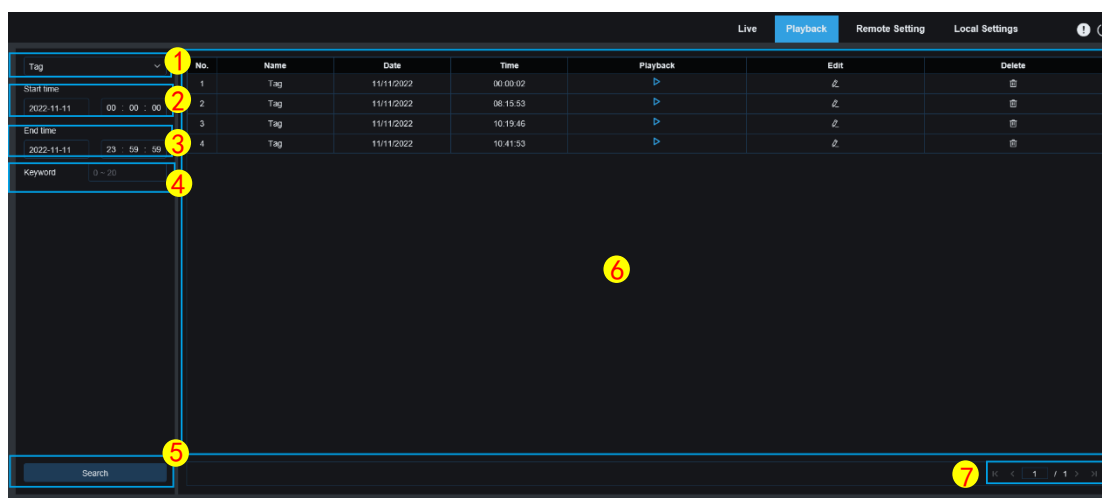 Live Playback Remote Setting Local Settings
Tag 1
No. Name Date Time Playback Edit Delete
1 Tag 11/11/2022 00:00:02
2 Tag 11/11/2022 08:15:53
3 Tag 11/11/2022 10:19:46
4 Tag 11/11/2022 10:41:53
Start time
2022-11-11 00 : 00 : 00 2
End time
2022-11-11 23 : 59 : 59 3
Keyword 0 ~ 20 4
6
5
Search
7 1 / 1